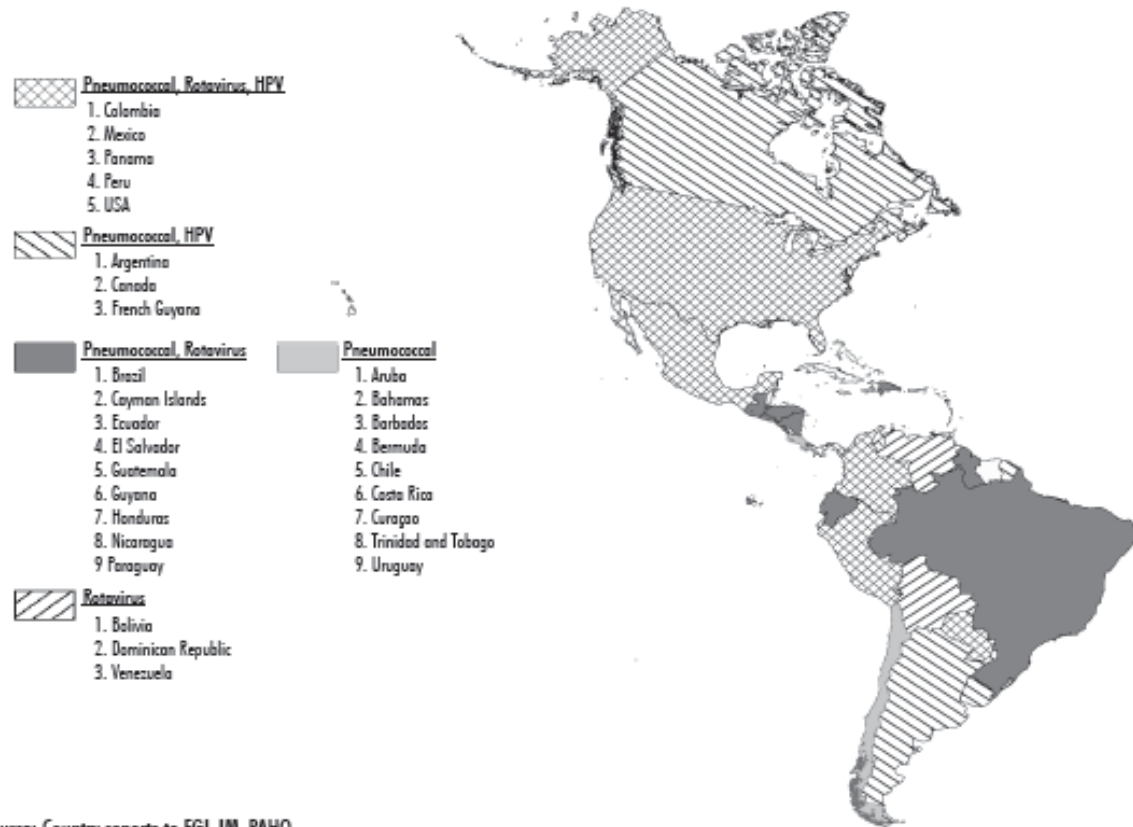 Pneumococcal, Rotavirus, HPV
1. Colombia
2. Mexico
3. Panama
4. Peru
5. USA
Pneumococcal, HPV
1. Argentina
2. Canada
3. French Guyana
Pneumococcal, Rotavirus
1. Brazil
2. Cayman Islands
3. Ecuador
4. El Salvador
5. Guatemala
6. Guyana
7. Honduras
8. Nicaragua
9 Paraguay
Pneumococcal
1. Aruba
2. Bahamas
3. Barbados
4. Bermuda
5. Chile
6. Costa Rica
7. Curaçao
8. Trinidad and Tobago
9. Uruguay
Rotavirus
1. Bolivia
2. Dominican Republic
3. Venezuela
Country reports to FGL-IM, PAHO